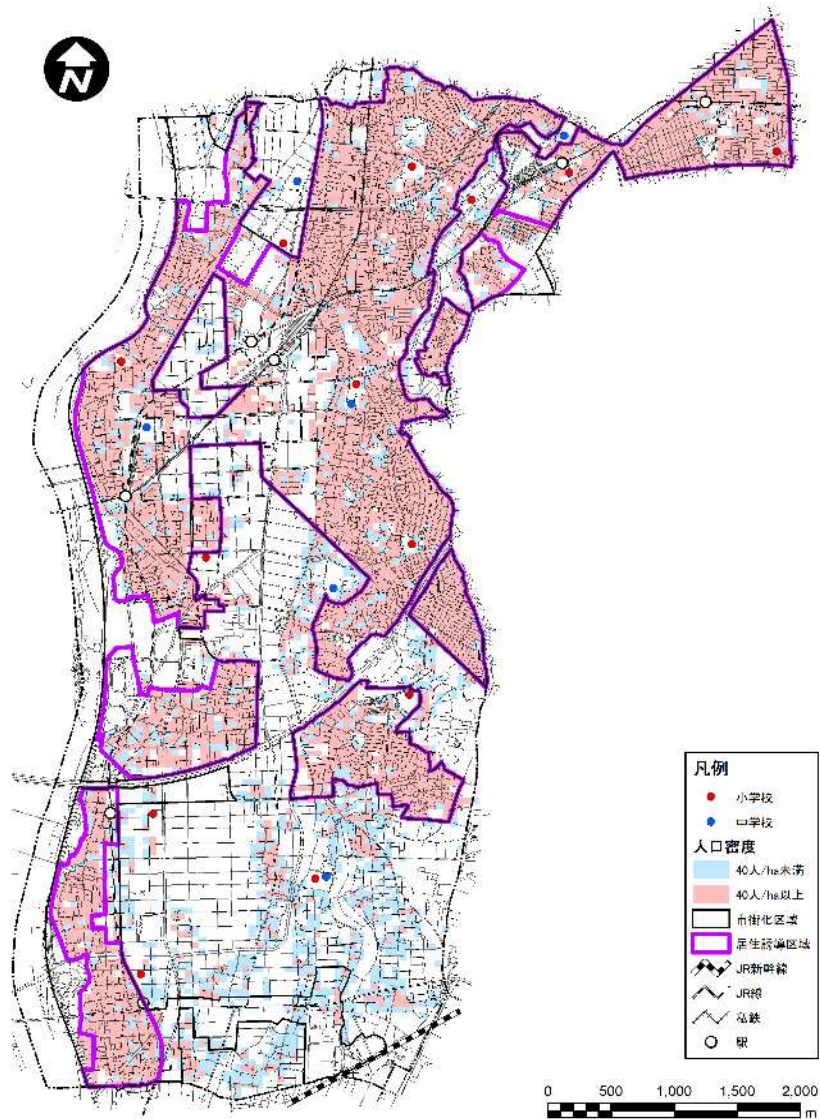 N
凡例
小学校
中学校
人口密度
40人/ha未満
40人/ha以上
市街化区域
居住誘導区域
JR新幹線
JR線
私鉄
駅
0 500 1,000 1,500 2,000
m